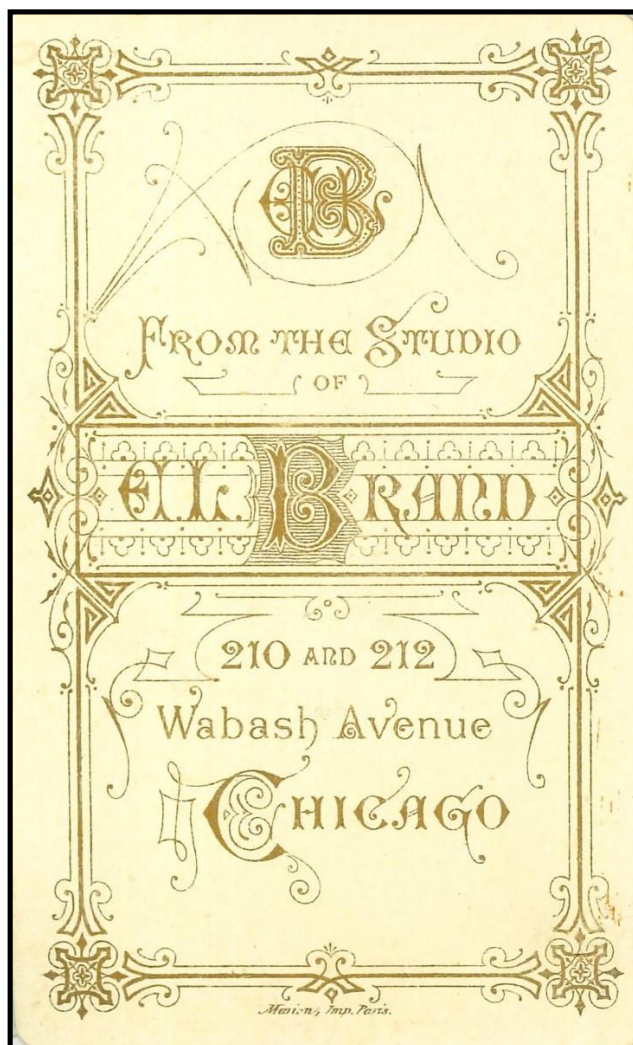 FROM THE STUDIO
OF
E.L. BRAND
210 AND 212
Wabash Avenue
CHICAGO
Marion, Imp. Paris.